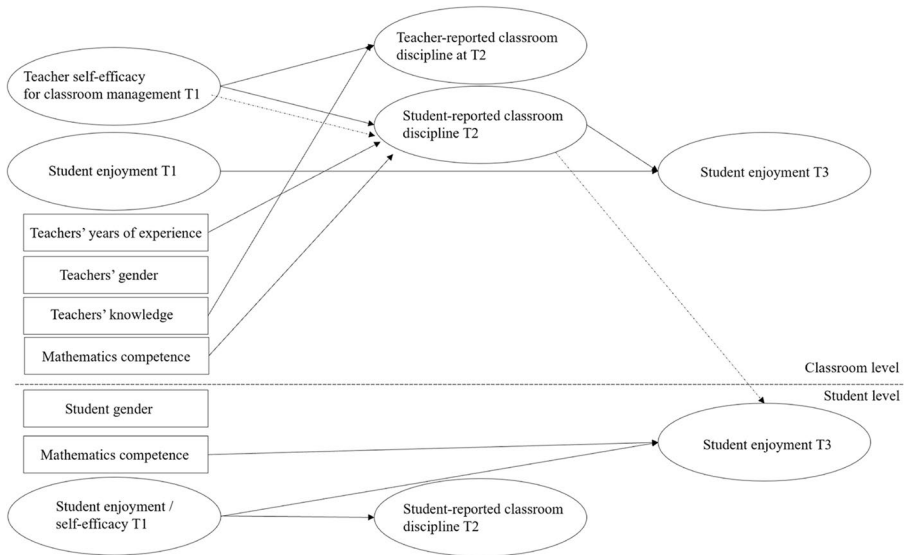 Teacher-reported classroom
discipline at T2
Teacher self-efficacy
for classroom management T1
Student-reported classroom
discipline T2
Student enjoyment T1
Student enjoyment T3
Teachers' years of experience
Teachers' gender
Teachers' knowledge
Mathematics competence
Classroom level
Student level
Student gender
Mathematics competence
Student enjoyment T3
Student enjoyment /
self-efficacy T1
Student-reported classroom
discipline T2